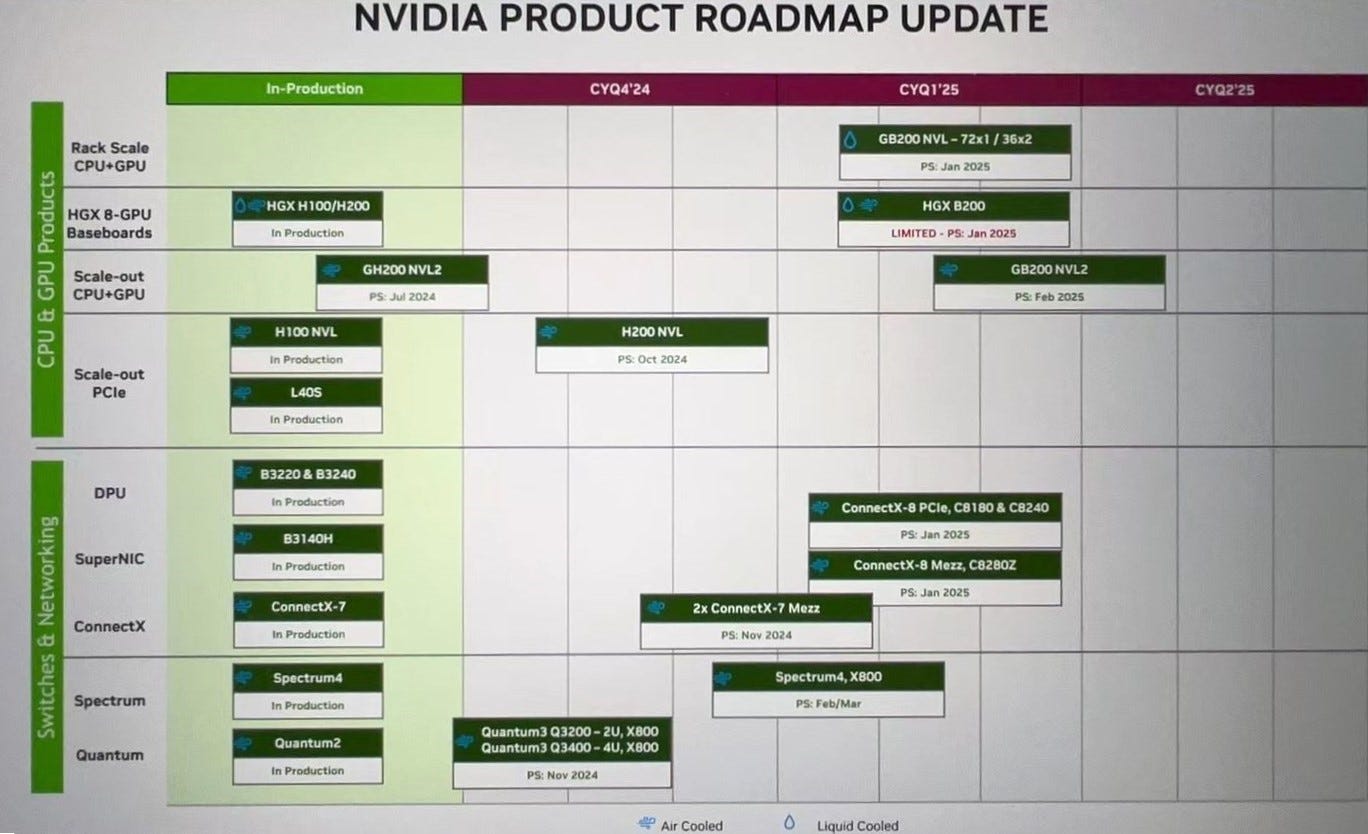 NVIDIA PRODUCT ROADMAP UPDATE
In-Production
CYQ4'24
CYQ1'25
CYQ2'25
CPU & GPU Products
Rack Scale
CPU+GPU
GB200 NVL – 72x1 / 36x2
PS: Jan 2025
HGX 8-GPU
Baseboards
HGX H100/H200
In Production
HGX B200
LIMITED - PS: Jan 2025
Scale-out
CPU+GPU
GH200 NVL2
PS: Jul 2024
GB200 NVL2
PS: Feb 2025
Scale-out
PCIe
H100 NVL
In Production
H200 NVL
PS: Oct 2024
L40S
In Production
Switches & Networking
DPU
B3220 & B3240
In Production
ConnectX-8 PCIe, C8180 & C8240
PS: Jan 2025
SuperNIC
B3140H
In Production
ConnectX-8 Mezz, C8280Z
PS: Jan 2025
ConnectX
ConnectX-7
In Production
2x ConnectX-7 Mezz
PS: Nov 2024
Spectrum
Spectrum4
In Production
Spectrum4, X800
PS: Feb/Mar
Quantum
Quantum2
In Production
Quantum3 Q3200 – 2U, X800
Quantum3 Q3400 – 4U, X800
PS: Nov 2024
Air Cooled
Liquid Cooled